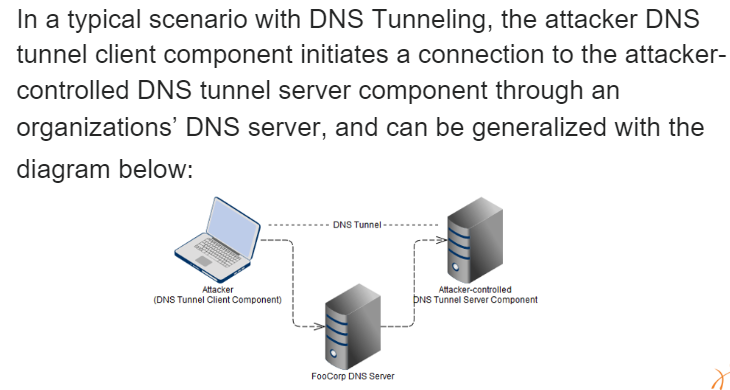 In a typical scenario with DNS Tunneling, the attacker DNS
tunnel client component initiates a connection to the attacker-
controlled DNS tunnel server component through an
organizations’ DNS server, and can be generalized with the
diagram below:
DNS Tunnel
Attacker
(DNS Tunnel Client Component)
Attacker-controlled
DNS Tunnel Server Component
FooCorp DNS Server